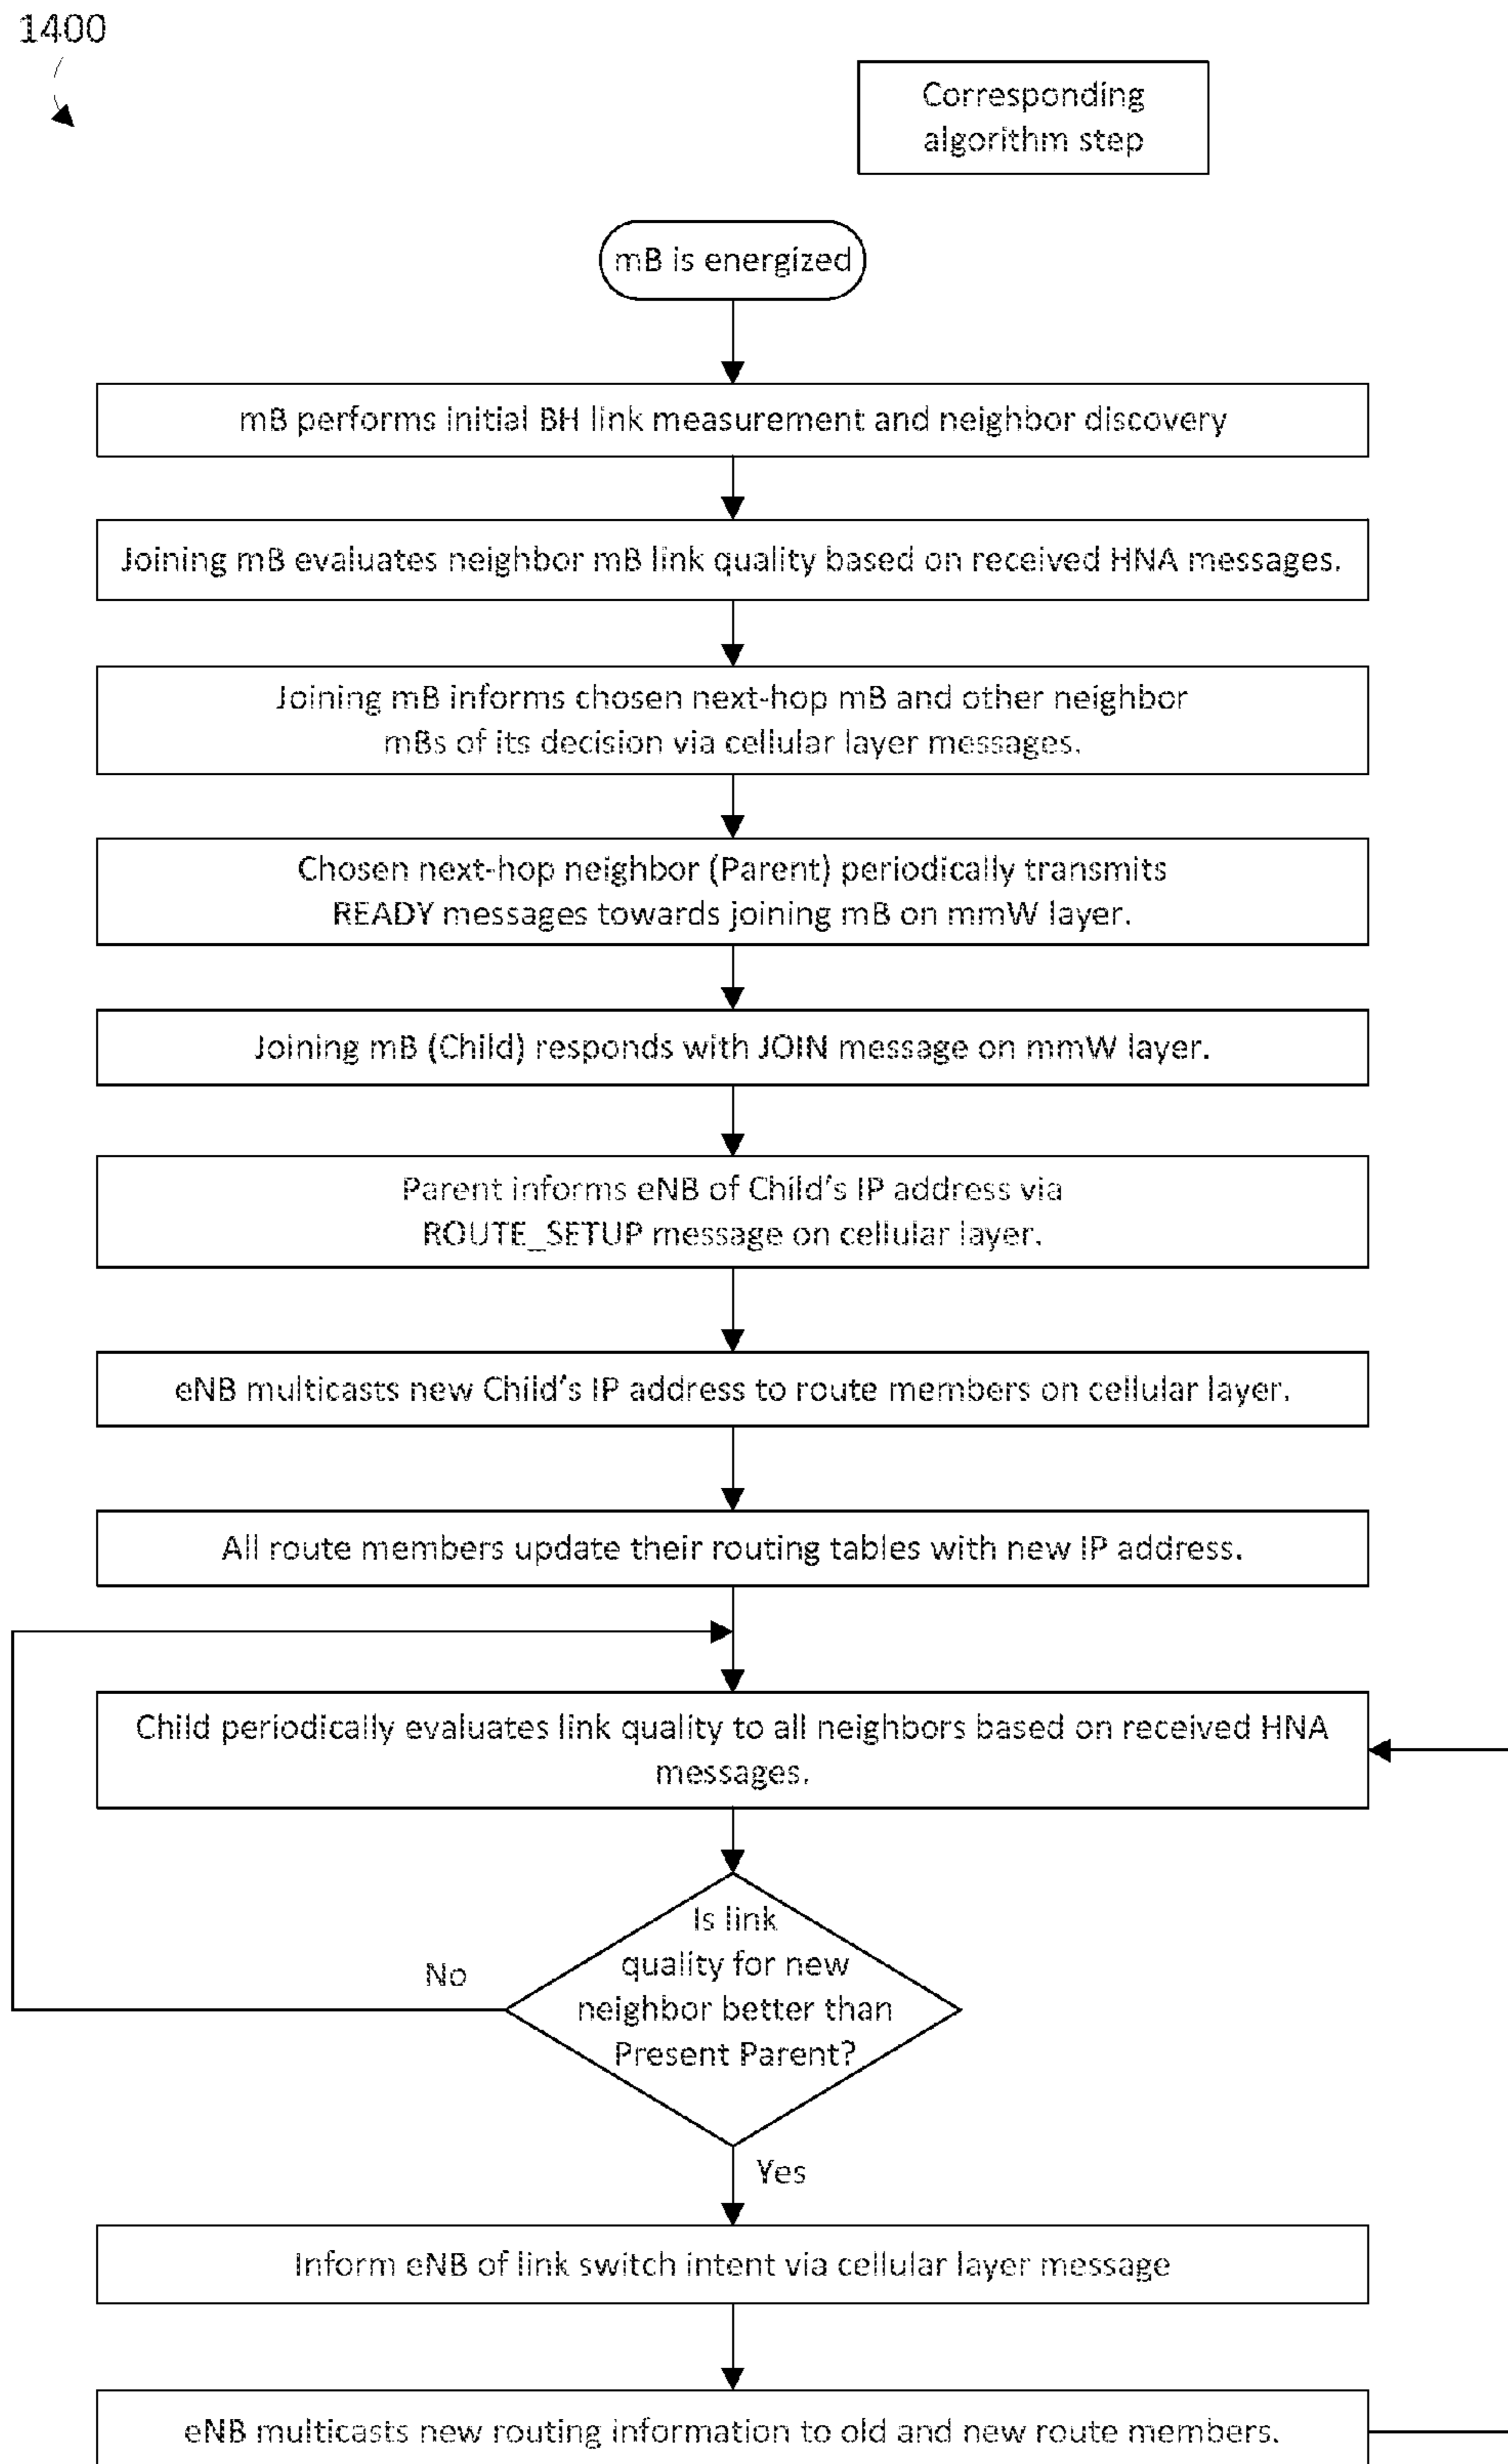 1400
Corresponding
algorithm step
mB is energized
mB performs initial BH link measurement and neighbor discovery
Joining mB evaluates neighbor mB link quality based on received HNA messages.
Joining mB informs chosen next-hop mB and other neighbor
mBs of its decision via cellular layer messages.
Chosen next-hop neighbor (Parent) periodically transmits
READY messages towards joining mB on mmW layer.
Joining mB (Child) responds with JOIN message on mmW layer.
Parent informs eNB of Child's IP address via
ROUTE_SETUP message on cellular layer.
eNB multicasts new Child's IP address to route members on cellular layer.
All route members update their routing tables with new IP address.
Child periodically evaluates link quality to all neighbors based on received HNA
messages.
Is link
quality for new
neighbor better than
Present Parent?
No
Yes
Inform eNB of link switch intent via cellular layer message
eNB multicasts new routing information to old and new route members.